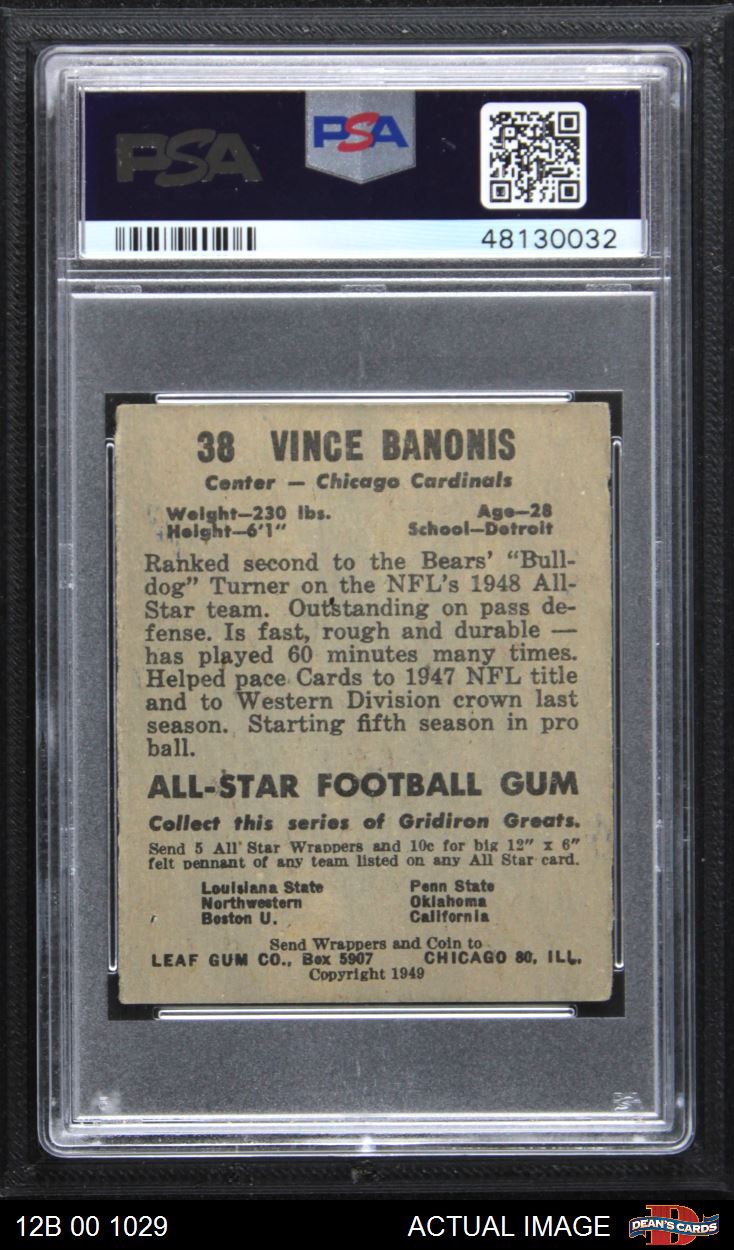 PSA
PSA
48130032
38 VINCE BANONIS
Center — Chicago Cardinals
Weight—230 lbs. Age—28
Height—6'1" School—Detroit
Ranked second to the Bears' "Bull-
dog" Turner on the NFL's 1948 All-
Star team. Outstanding on pass de-
fense. Is fast, rough and durable —
has played 60 minutes many times.
Helped pace Cards to 1947 NFL title
and to Western Division crown last
season. Starting fifth season in pro
ball.
ALL-STAR FOOTBALL GUM
Collect this series of Gridiron Greats.
Send 5 All Star Wrappers and 10c for big 12" x 6"
felt pennant of any team listed on any All Star card.
Louisiana State Penn State
Northwestern Oklahoma
Boston U. California
Send Wrappers and Coin to
LEAF GUM CO., Box 5907 CHICAGO 80, ILL.
Copyright 1949
12B 00 1029 ACTUAL IMAGE DEAN'S CARDS